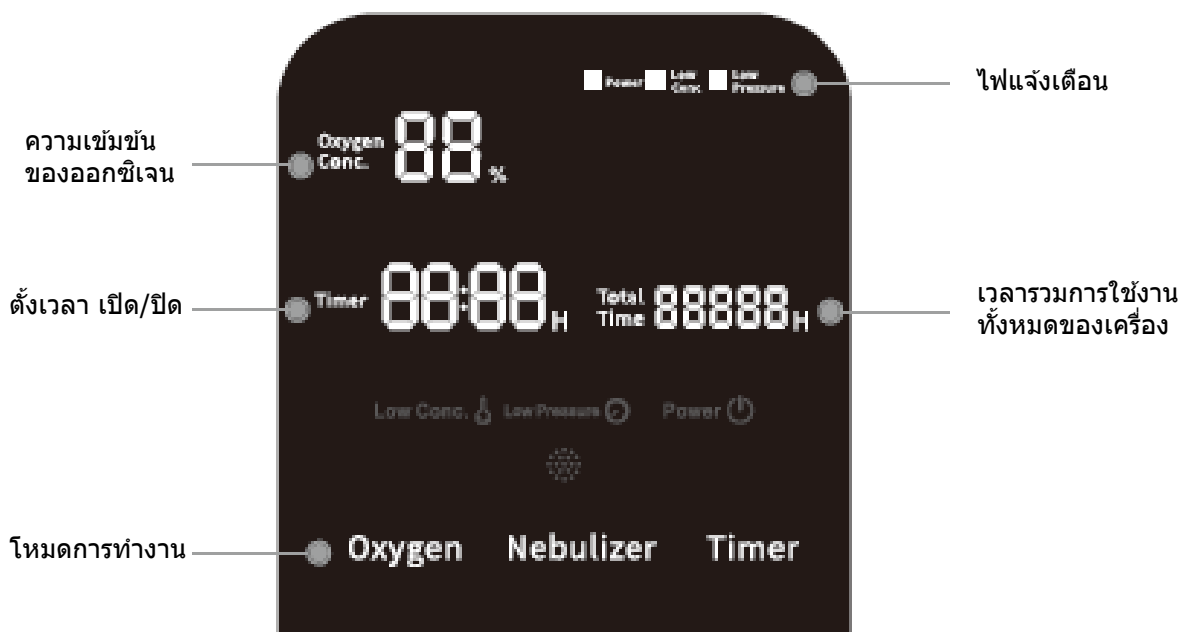 ไฟแจ้งเตือน
Power Low Conc. Low Pressure
ความเข้มข้น
ของออกซิเจน
Oxygen Conc. 88 %
ตั้งเวลา เปิด/ปิด
Timer 88:88 H
Total Time 88888 H
เวลารวมการใช้งาน
ทั้งหมดของเครื่อง
Low Conc. Low Pressure Power
โหมดการทำงาน
Oxygen Nebulizer Timer